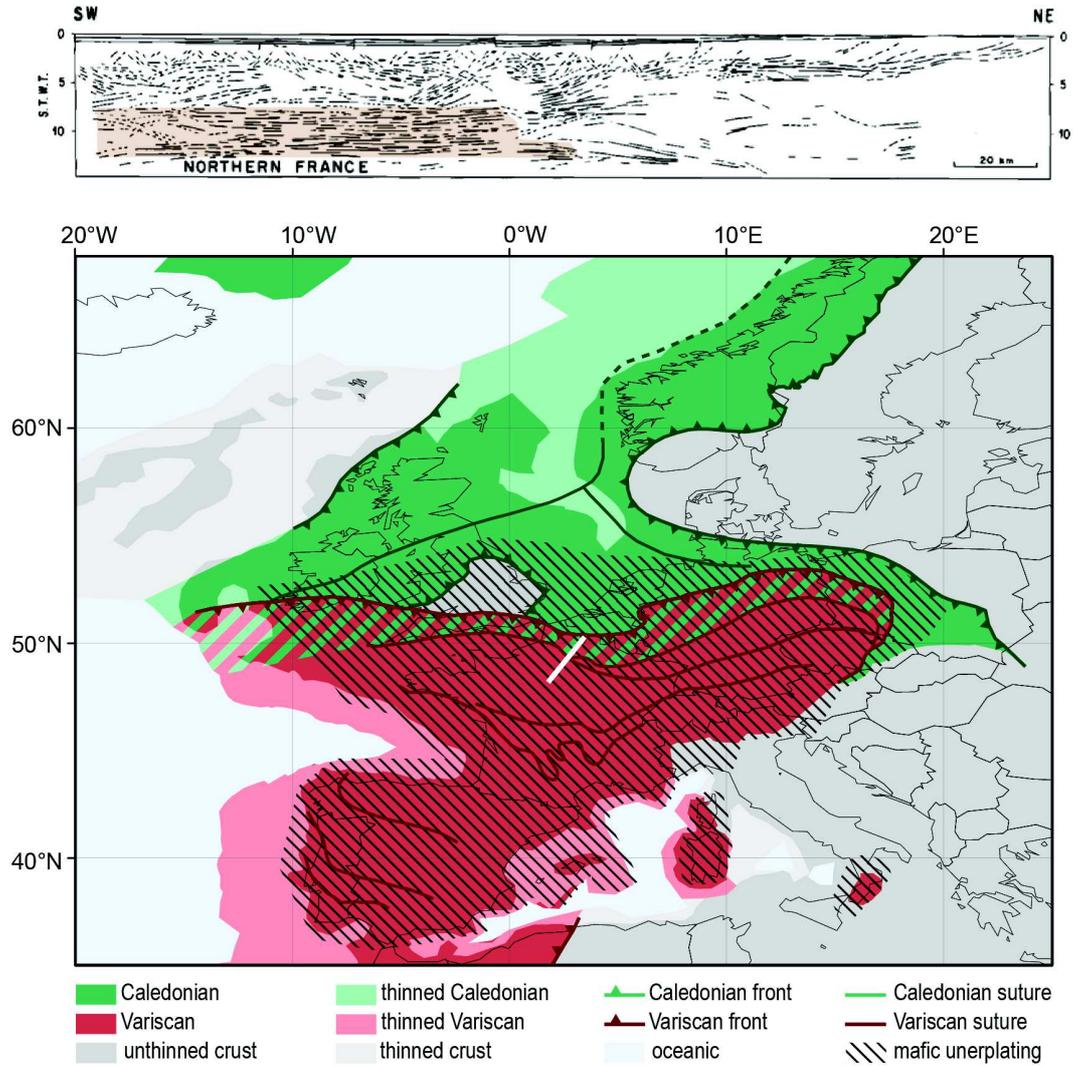 SW NE
0 0
5 5
10 10
S.T.W.T.
20 km
NORTHERN FRANCE
20°W 10°W 0°W 10°E 20°E
60°N
50°N
40°N
Caledonian thinned Caledonian Caledonian front Caledonian suture
Variscan thinned Variscan Variscan front Variscan suture
unthinned crust thinned crust oceanic mafic unerplating